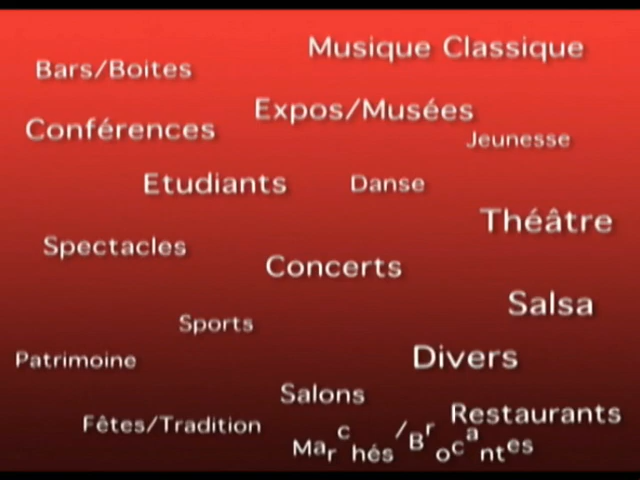 Musique Classique
Bars/Boites
Expos/Musées
Conférences
Jeunesse
Etudiants
Danse
Théâtre
Spectacles
Concerts
Salsa
Sports
Patrimoine
Divers
Salons
Restaurants
Fêtes/Tradition
Marchés/Brocantes